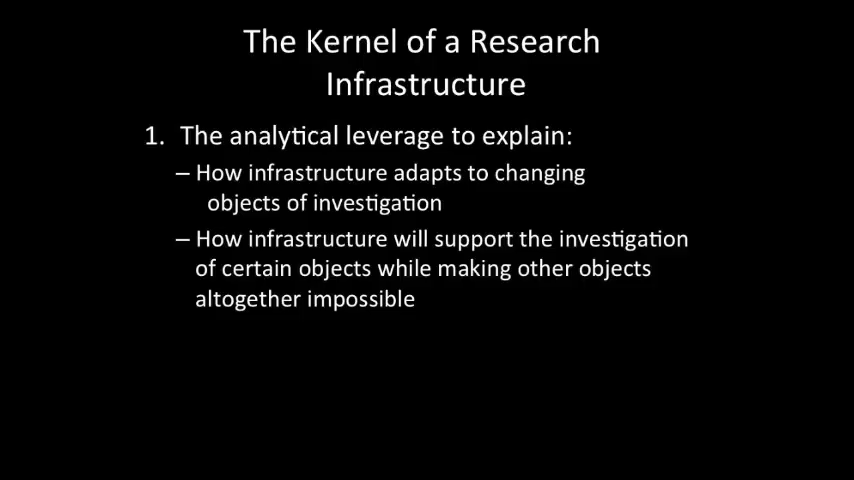 The Kernel of a Research
Infrastructure
1. The analytical leverage to explain:
– How infrastructure adapts to changing
objects of investigation
– How infrastructure will support the investigation
of certain objects while making other objects
altogether impossible